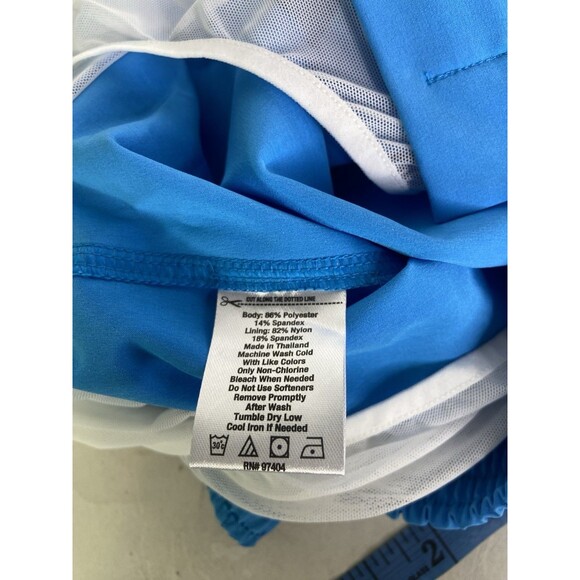 CUT ALONG THE DOTTED LINE
Body: 86% Polyester
14% Spandex
Lining: 82% Nylon
18% Spandex
Made in Thailand
Machine Wash Cold
With Like Colors
Only Non-Chlorine
Bleach When Needed
Do Not Use Softeners
Remove Promptly
After Wash
Tumble Dry Low
Cool Iron If Needed
30°C
RN# 97404
2